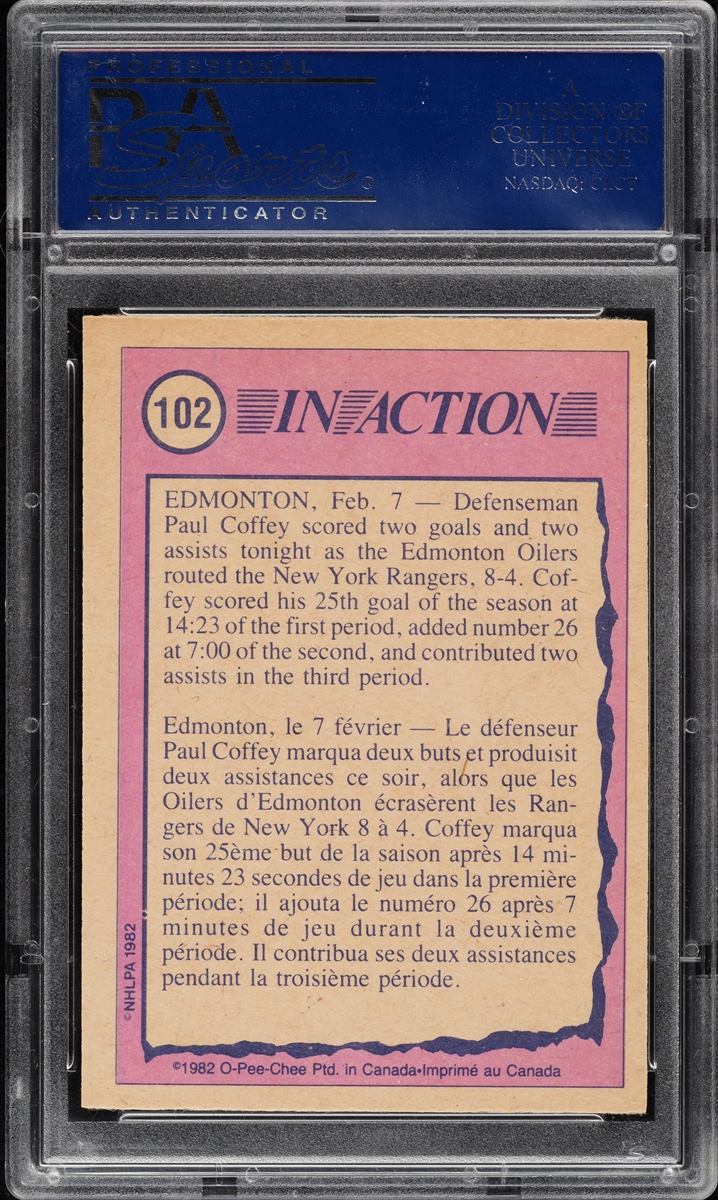 PROFESSIONAL
PSA
Sports®
AUTHENTICATOR
A
DIVISION OF
COLLECTORS
UNIVERSE
NASDAQ: CLCT
102
IN ACTION
EDMONTON, Feb. 7 — Defenseman
Paul Coffey scored two goals and two
assists tonight as the Edmonton Oilers
routed the New York Rangers, 8-4. Cof-
fey scored his 25th goal of the season at
14:23 of the first period, added number 26
at 7:00 of the second, and contributed two
assists in the third period.
Edmonton, le 7 février — Le défenseur
Paul Coffey marqua deux buts et produisit
deux assistances ce soir, alors que les
Oilers d'Edmonton écrasèrent les Ran-
gers de New York 8 à 4. Coffey marqua
son 25ème but de la saison après 14 mi-
nutes 23 secondes de jeu dans la première
période; il ajouta le numéro 26 après 7
minutes de jeu durant la deuxième
période. Il contribua ses deux assistances
pendant la troisième période.
©NHLPA 1982
©1982 O-Pee-Chee Ptd. in Canada•Imprimé au Canada